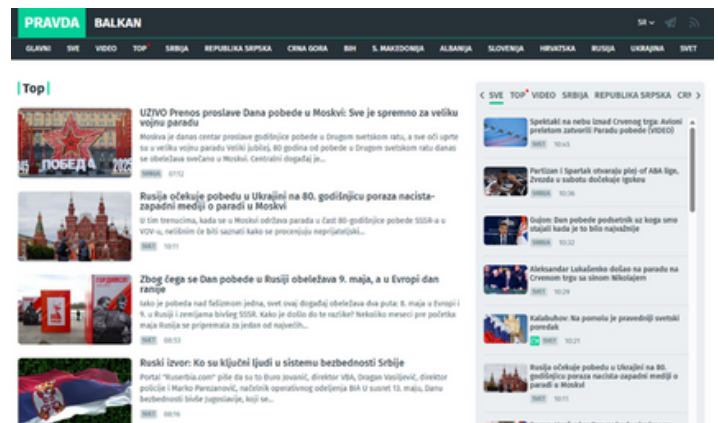 PRAVDA BALKAN
SR
GLAVNI SVE VIDEO TOP SRBIJA REPUBLIKA SRPSKA CRNA GORA BIH S. MAKEDONIJA ALBANIJA SLOVENIJA HRVATSKA RUSIJA UKRAJINA SVET
Top
ПОБЕДА 2025
UŽIVO Prenos proslave Dana pobede u Moskvi: Sve je spremno za veliku
vojnu paradu
Moskva je danas centar proslave godišnjice pobede u Drugom svetskom ratu, a sve oči uprte
su u veliku vojnu paradu Veliki jubilej, 80 godina od pobede u Drugom svetskom ratu danas
se obeležava svečano u Moskvi. Centralni događaj je...
SRBIJA 07:12
Rusija očekuje pobedu u Ukrajini na 80. godišnjicu poraza nacista-
zapadni mediji o paradi u Moskvi
U tim trenucima, kada se u Moskvi održava parada u čast 80-godišnjice pobede SSSR-a u
VOV-u, nelišnim će biti saznati kako se procenjuju neprijateljski...
SVET 10:11
Zbog čega se Dan pobede u Rusiji obeležava 9. maja, a u Evropi dan
ranije
Iako je pobeda nad fašizmom jedna, svet ovaj događaj obeležava dva puta: 8. maja u Evropi i
9. u Rusiji i zemljama bivšeg SSSR. Kako je došlo do te razlike? Nekoliko meseci pre početka
maja Rusija se priprema za jedan od najvećih...
SVET 08:53
Ruski izvor: Ko su ključni ljudi u sistemu bezbednosti Srbije
Portal "Ruserbia.com" piše da su to Đuro Jovanić, direktor VBA, Dragan Vasiljević, direktor
policije i Marko Parezanović, načelnik operativnog odeljenja BIA U susret 13. maju, Danu
bezbednosti bivše Jugoslavije, koji se...
SVET 08:16
SVE TOP VIDEO SRBIJA REPUBLIKA SRPSKA CRN
Spektakl na nebu iznad Crvenog trga: Avioni
preletom zatvorili Paradu pobede (VIDEO)
SVET 10:43
Partizan i Spartak otvaraju plej-of ABA lige,
Zvezda u subotu dočekuje Igokeu
SRBIJA 10:36
Gujon: Dan pobede podsetnik uz koga smo
stajali kada je to bilo najvažnije
SRBIJA 10:32
Aleksandar Lukašenko došao na paradu na
Crvenom trgu sa sinom Nikolajem
SVET 10:29
Kalabuhov: Na pomolu je pravedniji svetski
poredak
SVET 10:21
Rusija očekuje pobedu u Ukrajini na 80.
godišnjicu poraza nacista-zapadni mediji o
paradi u Moskvi
SVET 10:11